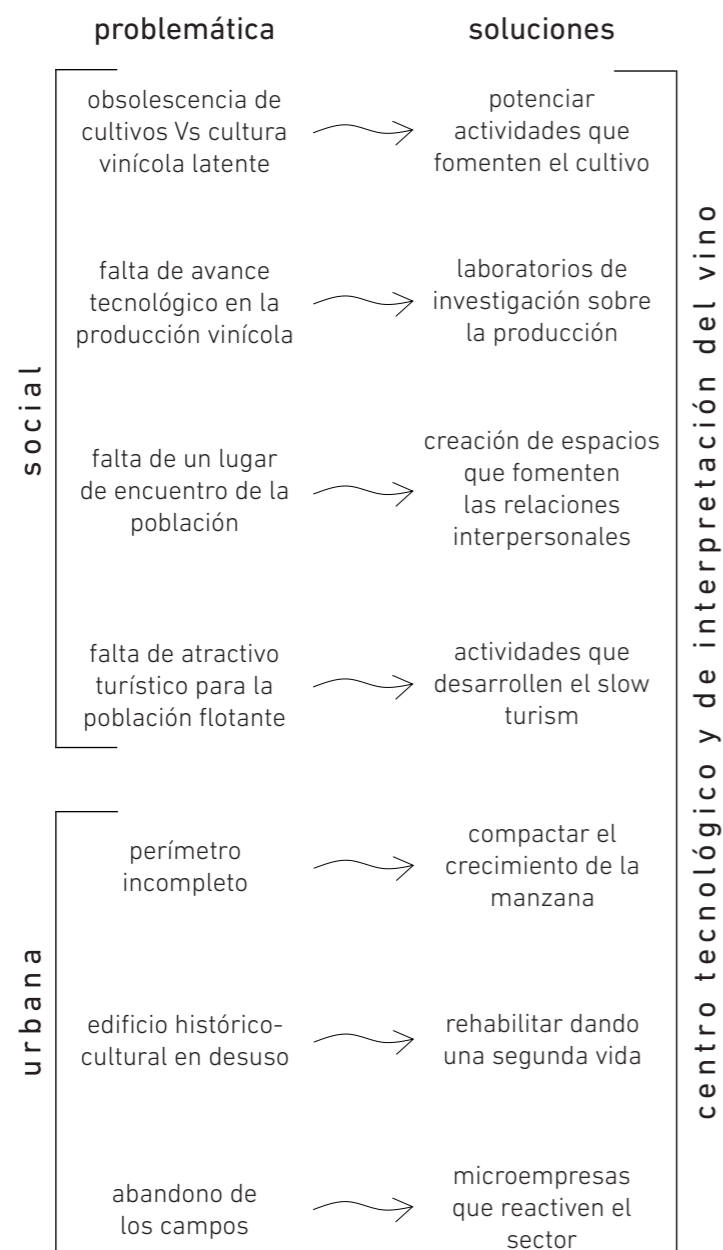 problemática
soluciones
social
obsolescencia de
cultivos Vs cultura
vinícola latente
potenciar
actividades que
fomenten el cultivo
falta de avance
tecnológico en la
producción vinícola
laboratorios de
investigación sobre
la producción
falta de un lugar
de encuentro de la
población
creación de espacios
que fomenten
las relaciones
interpersonales
falta de atractivo
turístico para la
población flotante
actividades que
desarrollen el slow
turism
urbana
perímetro
incompleto
compactar el
crecimiento de la
manzana
edificio histórico-
cultural en desuso
rehabilitar dando
una segunda vida
abandono de
los campos
microempresas
que reactiven el
sector
centro tecnológico y de interpretación del vino